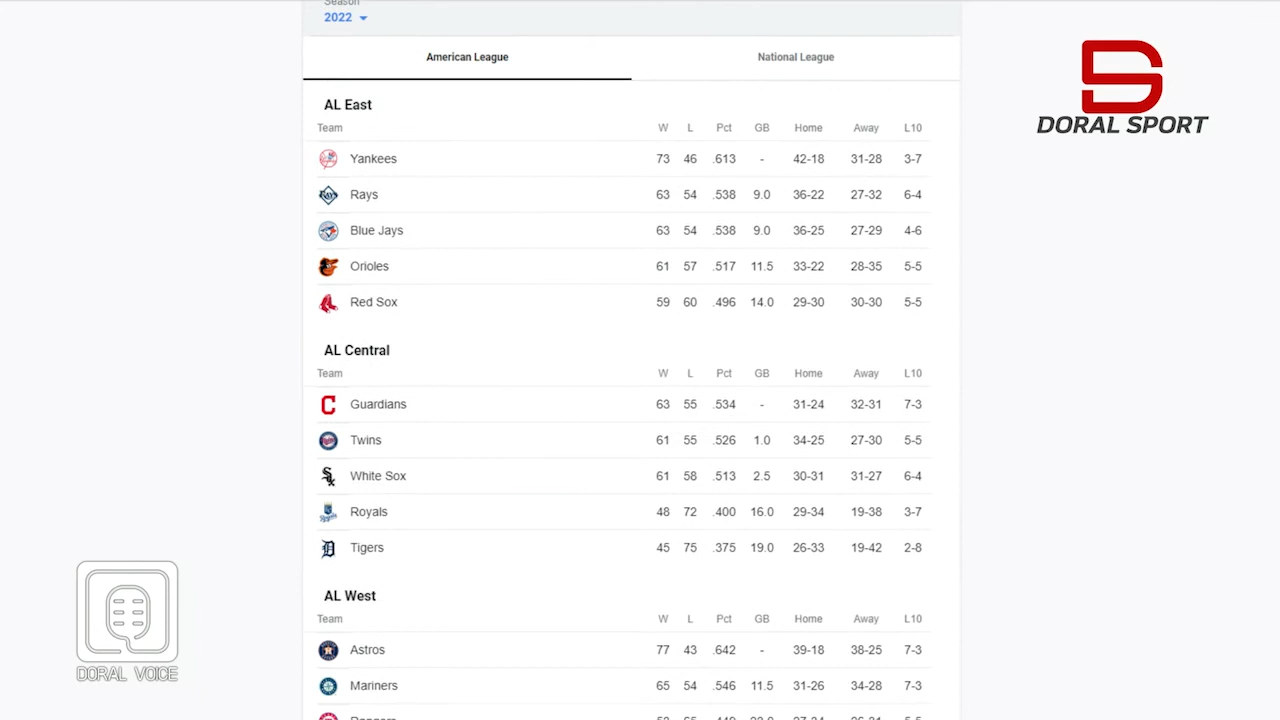 Season
2022
American League National League
DORAL SPORT
AL East
Team W L Pct GB Home Away L10
Yankees 73 46 .613 - 42-18 31-28 3-7
Rays 63 54 .538 9.0 36-22 27-32 6-4
Blue Jays 63 54 .538 9.0 36-25 27-29 4-6
Orioles 61 57 .517 11.5 33-22 28-35 5-5
Red Sox 59 60 .496 14.0 29-30 30-30 5-5
AL Central
Team W L Pct GB Home Away L10
Guardians 63 55 .534 - 31-24 32-31 7-3
Twins 61 55 .526 1.0 34-25 27-30 5-5
White Sox 61 58 .513 2.5 30-31 31-27 6-4
Royals 48 72 .400 16.0 29-34 19-38 3-7
Tigers 45 75 .375 19.0 26-33 19-42 2-8
AL West
Team W L Pct GB Home Away L10
Astros 77 43 .642 - 39-18 38-25 7-3
Mariners 65 54 .546 11.5 31-26 34-28 7-3
DORAL VOICE